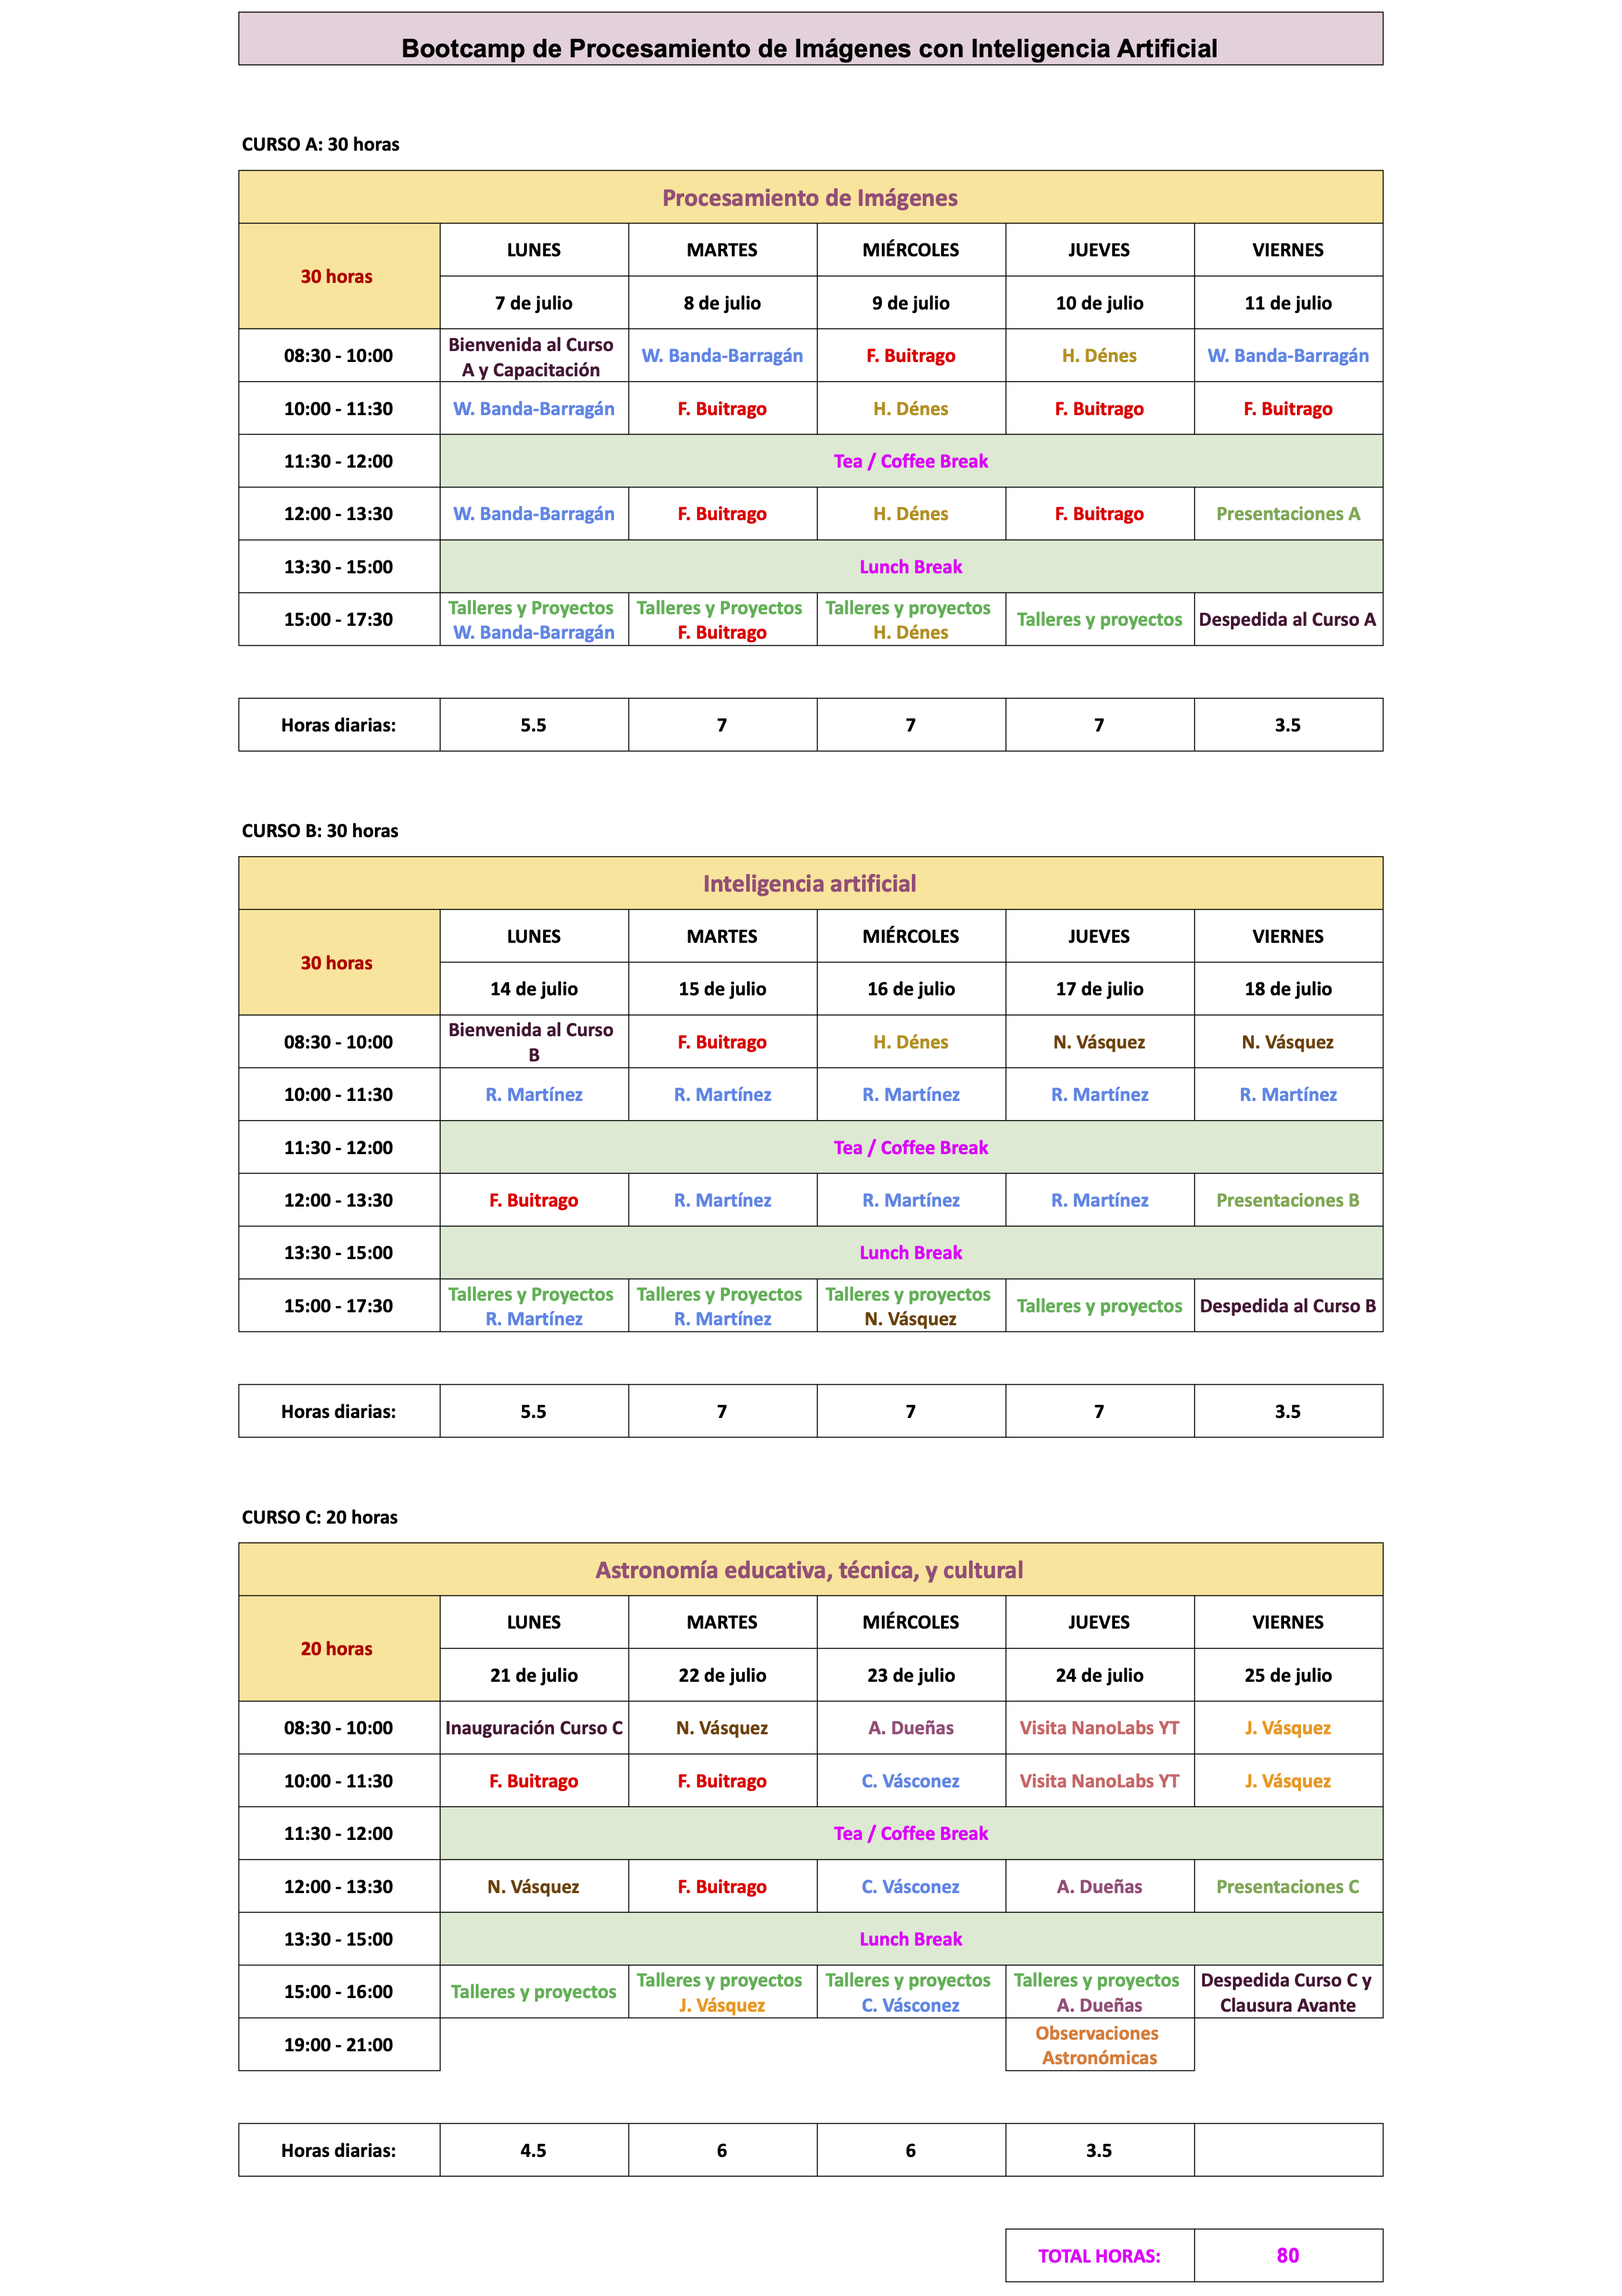 Bootcamp de Procesamiento de Imágenes con Inteligencia Artificial
CURSO A: 30 horas
Procesamiento de Imágenes
30 horas
LUNES MARTES MIÉRCOLES JUEVES VIERNES
7 de julio 8 de julio 9 de julio 10 de julio 11 de julio
08:30 - 10:00 Bienvenida al Curso A y Capacitación W. Banda-Barragán F. Buitrago H. Dénes W. Banda-Barragán
10:00 - 11:30 W. Banda-Barragán F. Buitrago H. Dénes F. Buitrago F. Buitrago
11:30 - 12:00 Tea / Coffee Break
12:00 - 13:30 W. Banda-Barragán F. Buitrago H. Dénes F. Buitrago Presentaciones A
13:30 - 15:00 Lunch Break
15:00 - 17:30 Talleres y Proyectos W. Banda-Barragán Talleres y Proyectos F. Buitrago Talleres y proyectos H. Dénes Talleres y proyectos Despedida al Curso A
Horas diarias: 5.5 7 7 7 3.5
CURSO B: 30 horas
Inteligencia artificial
30 horas
LUNES MARTES MIÉRCOLES JUEVES VIERNES
14 de julio 15 de julio 16 de julio 17 de julio 18 de julio
08:30 - 10:00 Bienvenida al Curso B F. Buitrago H. Dénes N. Vásquez N. Vásquez
10:00 - 11:30 R. Martínez R. Martínez R. Martínez R. Martínez R. Martínez
11:30 - 12:00 Tea / Coffee Break
12:00 - 13:30 F. Buitrago R. Martínez R. Martínez R. Martínez Presentaciones B
13:30 - 15:00 Lunch Break
15:00 - 17:30 Talleres y Proyectos R. Martínez Talleres y Proyectos R. Martínez Talleres y proyectos N. Vásquez Talleres y proyectos Despedida al Curso B
Horas diarias: 5.5 7 7 7 3.5
CURSO C: 20 horas
Astronomía educativa, técnica, y cultural
20 horas
LUNES MARTES MIÉRCOLES JUEVES VIERNES
21 de julio 22 de julio 23 de julio 24 de julio 25 de julio
08:30 - 10:00 Inauguración Curso C N. Vásquez A. Dueñas Visita NanoLabs YT J. Vásquez
10:00 - 11:30 F. Buitrago F. Buitrago C. Vásconez Visita NanoLabs YT J. Vásquez
11:30 - 12:00 Tea / Coffee Break
12:00 - 13:30 N. Vásquez F. Buitrago C. Vásconez A. Dueñas Presentaciones C
13:30 - 15:00 Lunch Break
15:00 - 16:00 Talleres y proyectos Talleres y proyectos J. Vásquez Talleres y proyectos C. Vásconez Talleres y proyectos A. Dueñas Despedida Curso C y Clausura Avante
19:00 - 21:00 Observaciones Astronómicas
Horas diarias: 4.5 6 6 3.5
TOTAL HORAS: 80